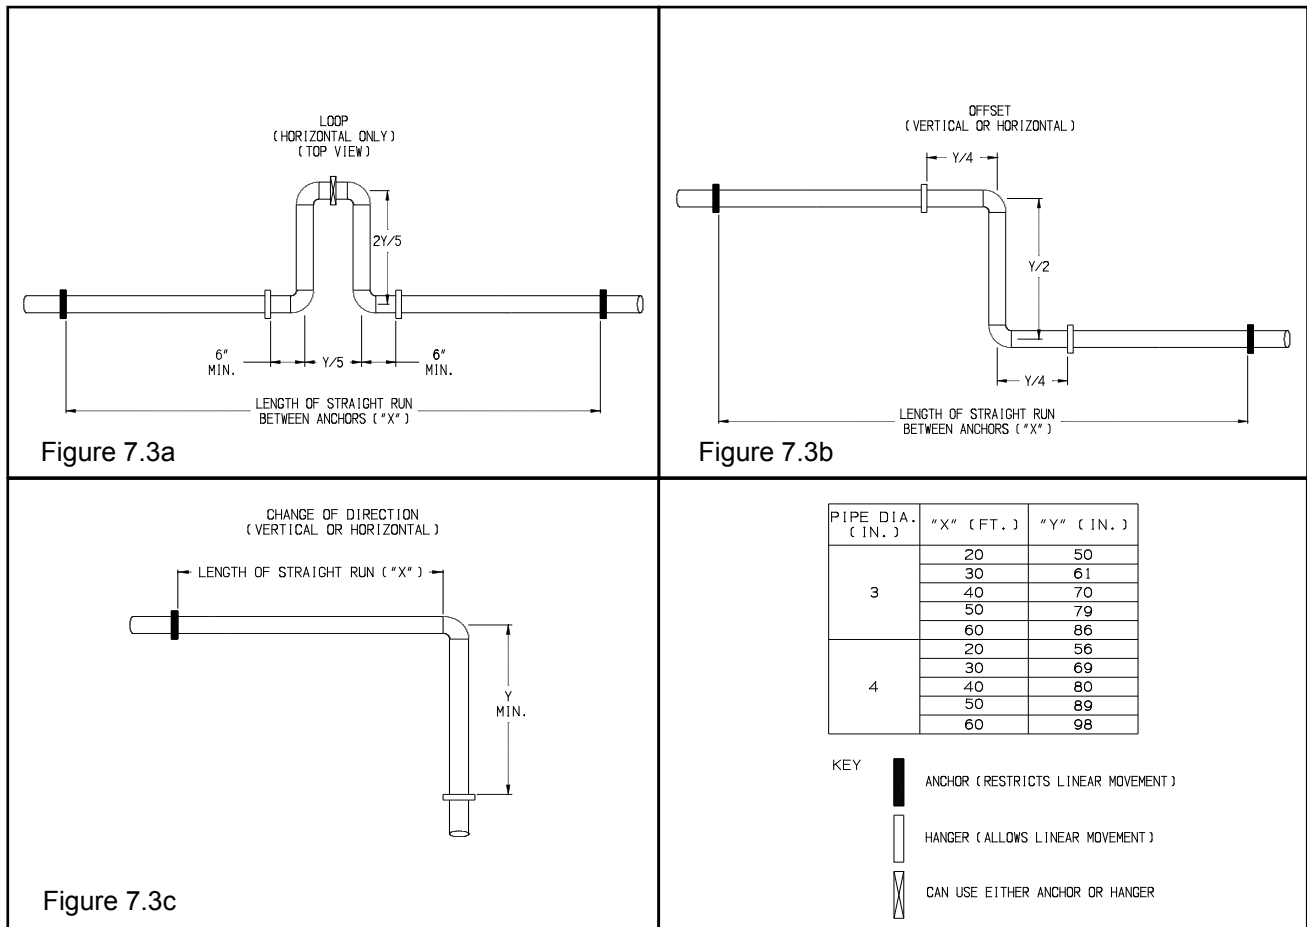 LOOP
(HORIZONTAL ONLY)
(TOP VIEW)
2Y/5
6"
MIN.
Y/5
6"
MIN.
LENGTH OF STRAIGHT RUN
BETWEEN ANCHORS ("X")
Figure 7.3a
OFFSET
(VERTICAL OR HORIZONTAL)
Y/4
Y/2
Y/4
LENGTH OF STRAIGHT RUN
BETWEEN ANCHORS ("X")
Figure 7.3b
CHANGE OF DIRECTION
(VERTICAL OR HORIZONTAL)
LENGTH OF STRAIGHT RUN ("X")
Y
MIN.
Figure 7.3c
PIPE DIA. (IN.) "X" (FT.) "Y" (IN.)
3
20 50
30 61
40 70
50 79
60 86
4
20 56
30 69
40 80
50 89
60 98
KEY
ANCHOR (RESTRICTS LINEAR MOVEMENT)
HANGER (ALLOWS LINEAR MOVEMENT)
CAN USE EITHER ANCHOR OR HANGER